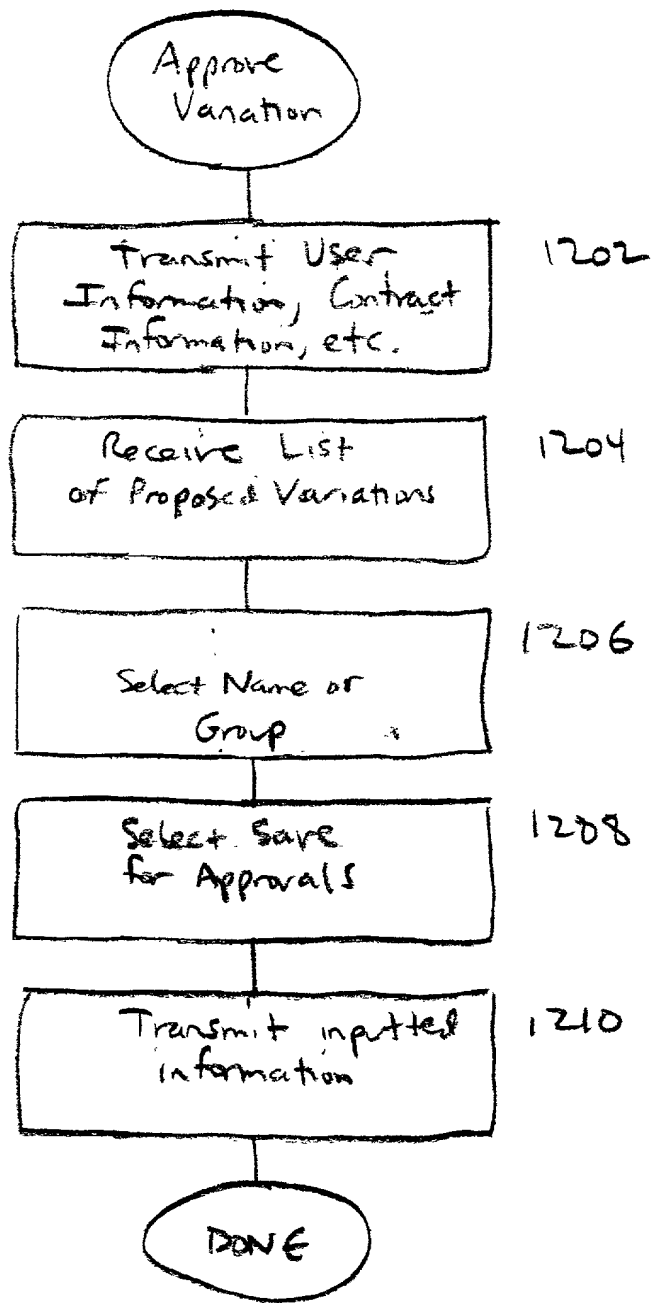 Approve
Variation
Transmit User
Information, Contract
Information, etc.
1202
Receive List
of Proposed Variations
1204
Select Name or
Group
1206
Select Save
for Approvals
1208
Transmit inputted
information
1210
DONE